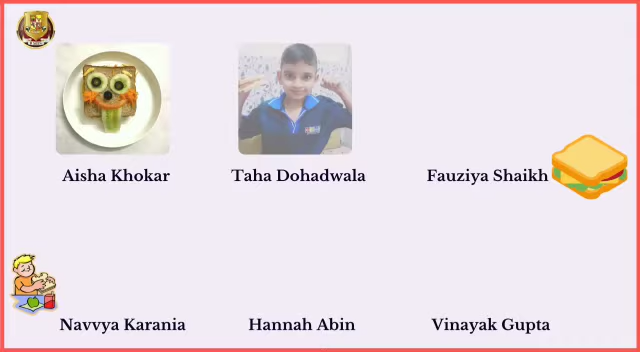 Aisha Khokar
Taha Dohadwala
Fauziya Shaikh
Navvya Karania
Hannah Abin
Vinayak Gupta